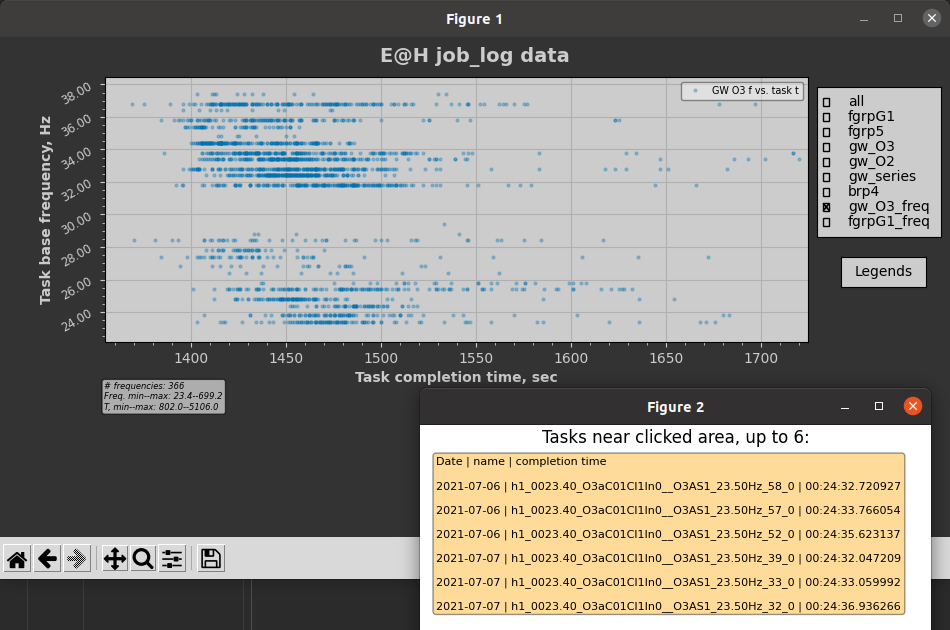 Figure 1
E@H job_log data
GW O3 f vs. task t
Task base frequency, Hz
38.00
36.00
34.00
32.00
30.00
28.00
26.00
24.00
1400
1450
1500
1550
1600
1650
1700
Task completion time, sec
all
fgrpG1
fgrp5
gw_O3
gw_O2
gw_series
brp4
gw_O3_freq
fgrpG1_freq
Legends
# frequencies: 366
Freq. min--max: 23.4--699.2
T, min--max: 802.0--5106.0
Figure 2
Tasks near clicked area, up to 6:
Date | name | completion time
2021-07-06 | h1_0023.40_O3aC01Cl1In0__O3AS1_23.50Hz_58_0 | 00:24:32.720927
2021-07-06 | h1_0023.40_O3aC01Cl1In0__O3AS1_23.50Hz_57_0 | 00:24:33.766054
2021-07-06 | h1_0023.40_O3aC01Cl1In0__O3AS1_23.50Hz_52_0 | 00:24:35.623137
2021-07-07 | h1_0023.40_O3aC01Cl1In0__O3AS1_23.50Hz_39_0 | 00:24:32.047209
2021-07-07 | h1_0023.40_O3aC01Cl1In0__O3AS1_23.50Hz_33_0 | 00:24:33.059992
2021-07-07 | h1_0023.40_O3aC01Cl1In0__O3AS1_23.50Hz_32_0 | 00:24:36.936266